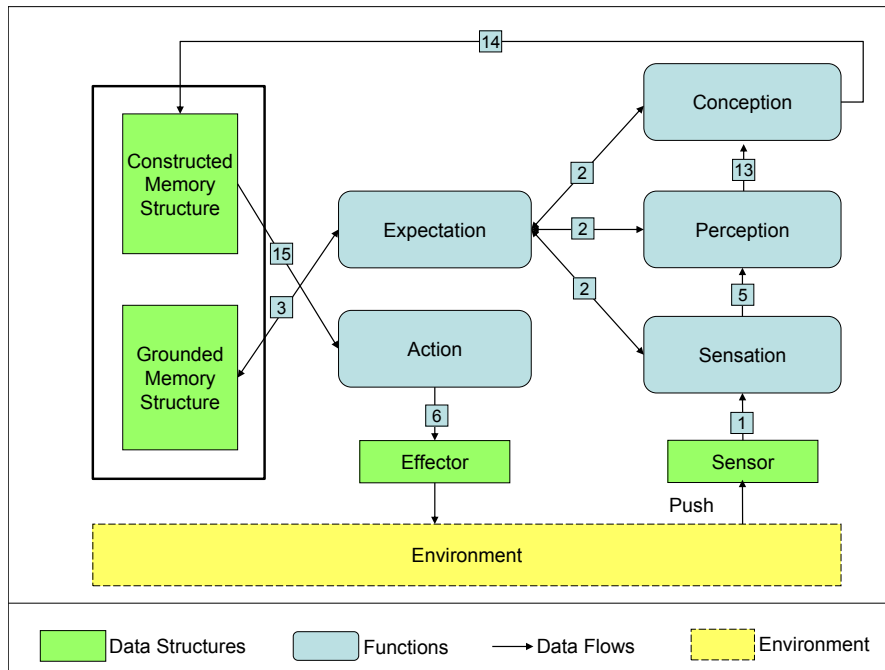 14
Conception
Constructed
Memory
Structure
2
13
Expectation
2
Perception
15
2
5
3
Grounded
Memory
Structure
Action
Sensation
6
1
Effector
Sensor
Push
Environment
Data Structures
Functions
Data Flows
Environment